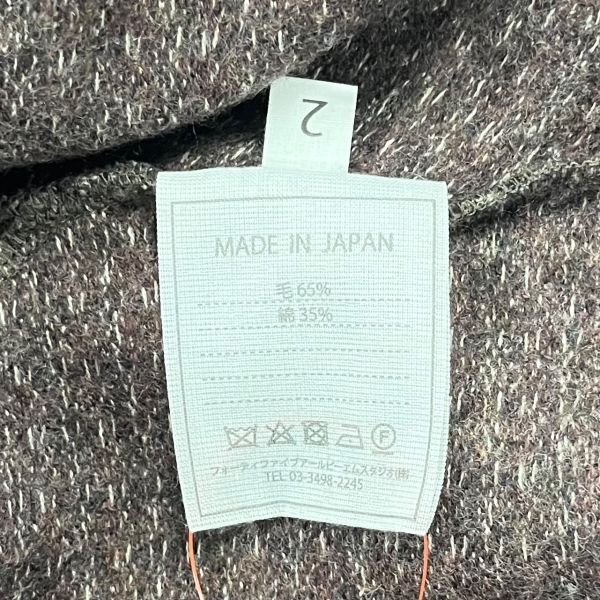 2
MADE IN JAPAN
毛 65%
綿 35%
フォーティファイブアールピーエムスタジオ(株)
TEL 03-3498-2245